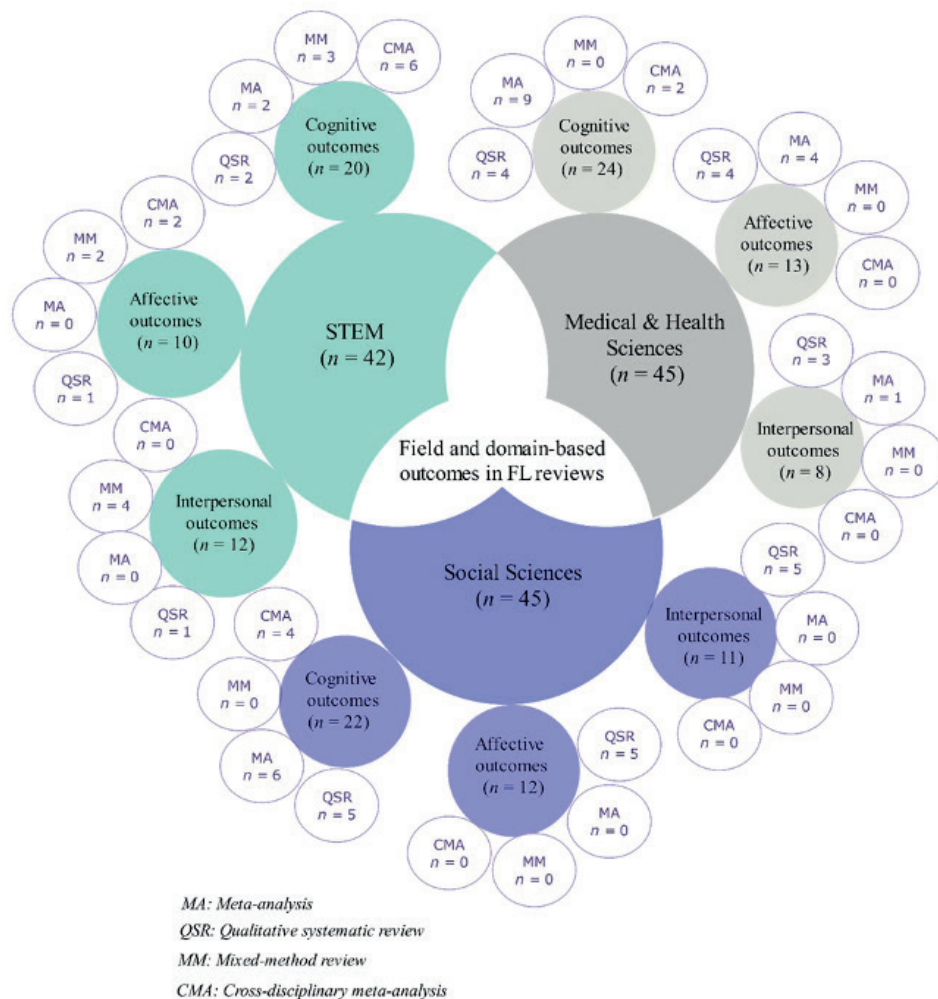 MM
n = 3
CMA
n = 6
MA
n = 2
QSR
n = 2
Cognitive
outcomes
(n = 20)
CMA
n = 2
MM
n = 2
MA
n = 0
QSR
n = 1
Affective
outcomes
(n = 10)
CMA
n = 0
MM
n = 4
MA
n = 0
QSR
n = 1
Interpersonal
outcomes
(n = 12)
STEM
(n = 42)
MM
n = 0
CMA
n = 2
MA
n = 9
QSR
n = 4
Cognitive
outcomes
(n = 24)
QSR
n = 4
MA
n = 4
MM
n = 0
CMA
n = 0
Affective
outcomes
(n = 13)
Medical & Health
Sciences
(n = 45)
QSR
n = 3
MA
n = 1
MM
n = 0
CMA
n = 0
Interpersonal
outcomes
(n = 8)
Field and domain-based
outcomes in FL reviews
Social Sciences
(n = 45)
CMA
n = 4
MM
n = 0
MA
n = 6
QSR
n = 5
Cognitive
outcomes
(n = 22)
Affective
outcomes
(n = 12)
QSR
n = 5
MA
n = 0
MM
n = 0
CMA
n = 0
Interpersonal
outcomes
(n = 11)
QSR
n = 5
MA
n = 0
MM
n = 0
CMA
n = 0
MA: Meta-analysis
QSR: Qualitative systematic review
MM: Mixed-method review
CMA: Cross-disciplinary meta-analysis